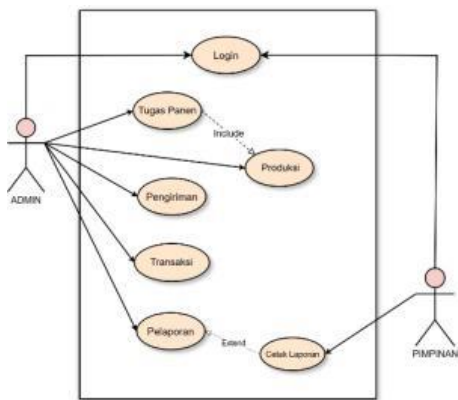 Login
Tugas Panen
Include
Produksi
ADMIN
Pengiriman
Transaksi
Pelaporan
Extend
Cetak Laporan
PIMPINAN